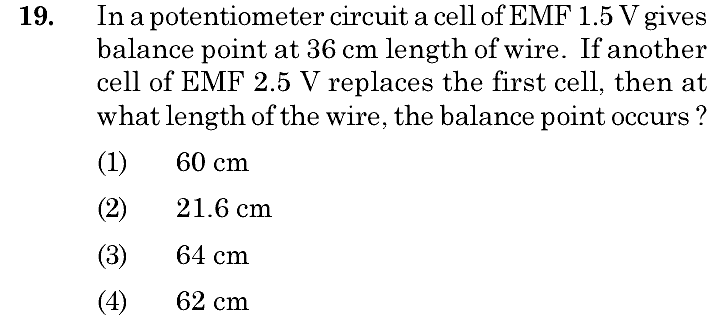 19. In a potentiometer circuit a cell of EMF 1.5 V gives
balance point at 36 cm length of wire. If another
cell of EMF 2.5 V replaces the first cell, then at
what length of the wire, the balance point occurs ?
(1) 60 cm
(2) 21.6 cm
(3) 64 cm
(4) 62 cm